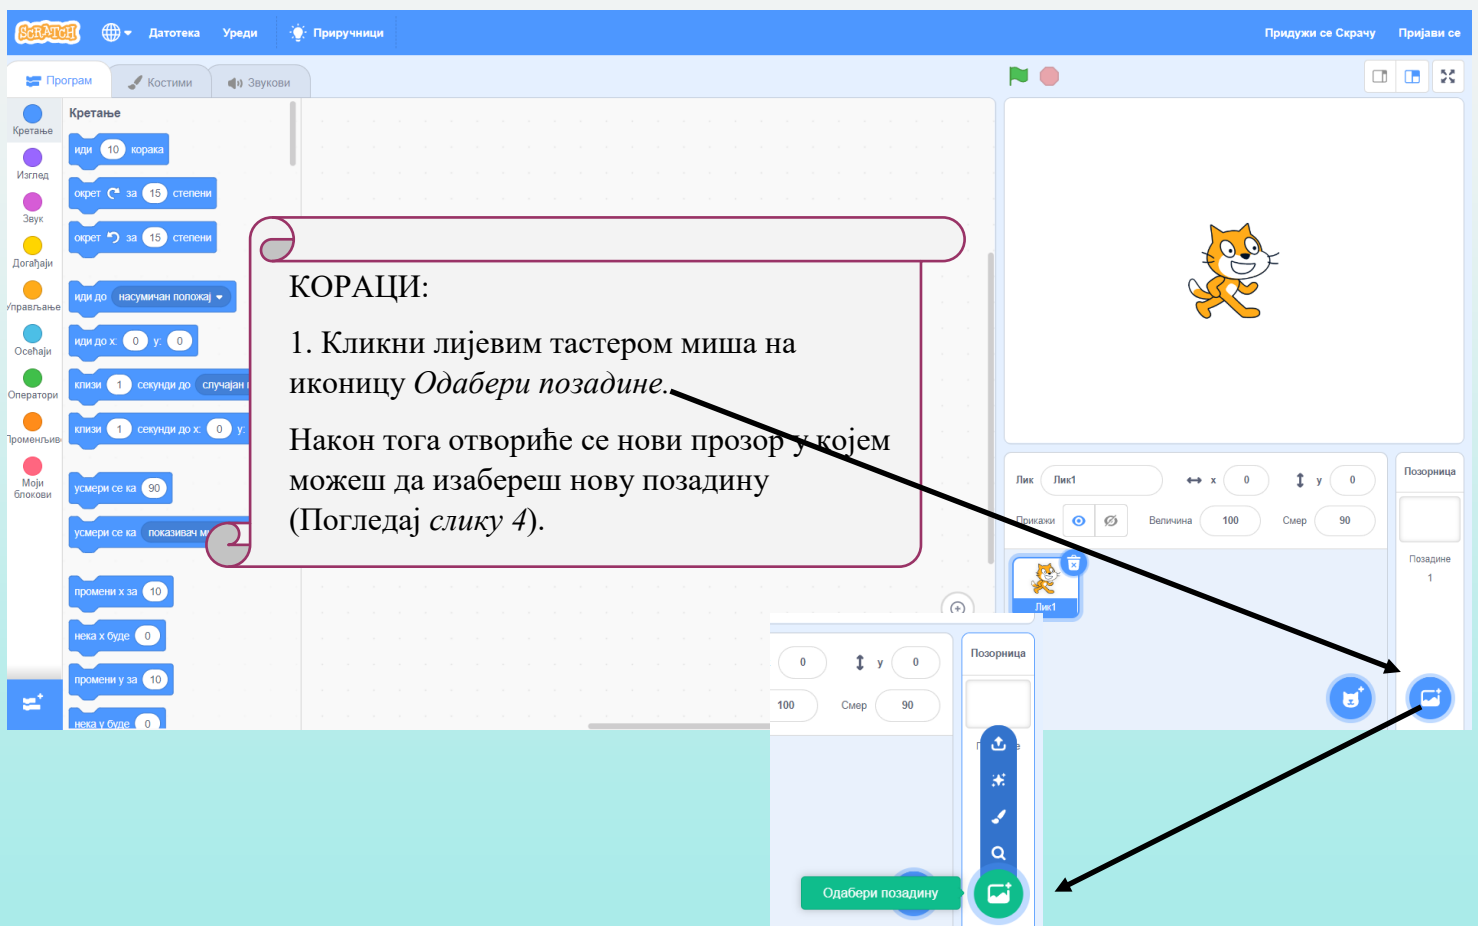 SCRATCH Датотека Уреди Приручници Придружи се Скрачу Пријави се
Програм Костими Звукови
Кретање
Изглед
Звук
Догађаји
Управљање
Осећаји
Оператори
Моји
блокови
Кретање
иди 10 корака
окрет за 15 степени
окрет за 15 степени
иди до насумичан положај
иди до x: 0 y: 0
клизи 1 секунди до случајан
клизи 1 секунди до x: 0 y:
усмери се ка 90
усмери се ка показивач
промени x за 10
нека x буде 0
промени y за 10
нека y буде 0
КОРАЦИ:
1. Кликни лијевим тастером миша на
иконицу Одабери позадине.
Након тога отвориће се нови прозор у којем
можеш да изабереш нову позадину
(Погледај слику 4).
Лик Лик1 x 0 y 0
Прикажи Величина 100 Смер 90
Лик1
Позорница
Позадине
1
0 y 0
100 Смер 90
Позорница
Одабери позадину